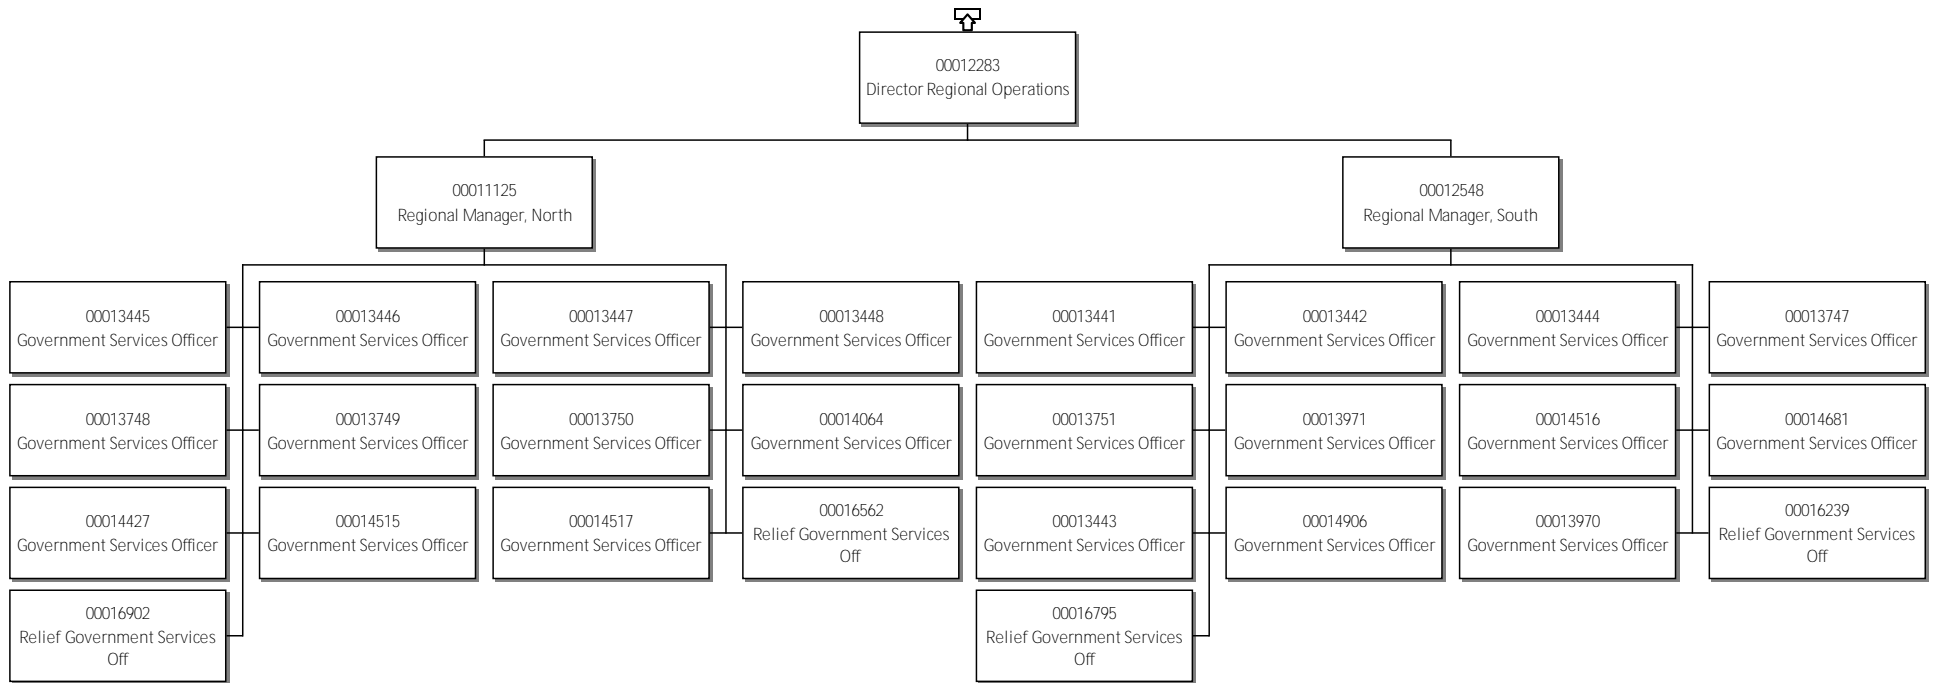 00012283
Director Regional Operations
00011125
Regional Manager, North
00012548
Regional Manager, South
00013445
Government Services Officer
00013446
Government Services Officer
00013447
Government Services Officer
00013448
Government Services Officer
00013441
Government Services Officer
00013442
Government Services Officer
00013444
Government Services Officer
00013747
Government Services Officer
00013748
Government Services Officer
00013749
Government Services Officer
00013750
Government Services Officer
00014064
Government Services Officer
00013751
Government Services Officer
00013971
Government Services Officer
00014516
Government Services Officer
00014681
Government Services Officer
00014427
Government Services Officer
00014515
Government Services Officer
00014517
Government Services Officer
00016562
Relief Government Services
Off
00013443
Government Services Officer
00014906
Government Services Officer
00013970
Government Services Officer
00016239
Relief Government Services
Off
00016902
Relief Government Services
Off
00016795
Relief Government Services
Off